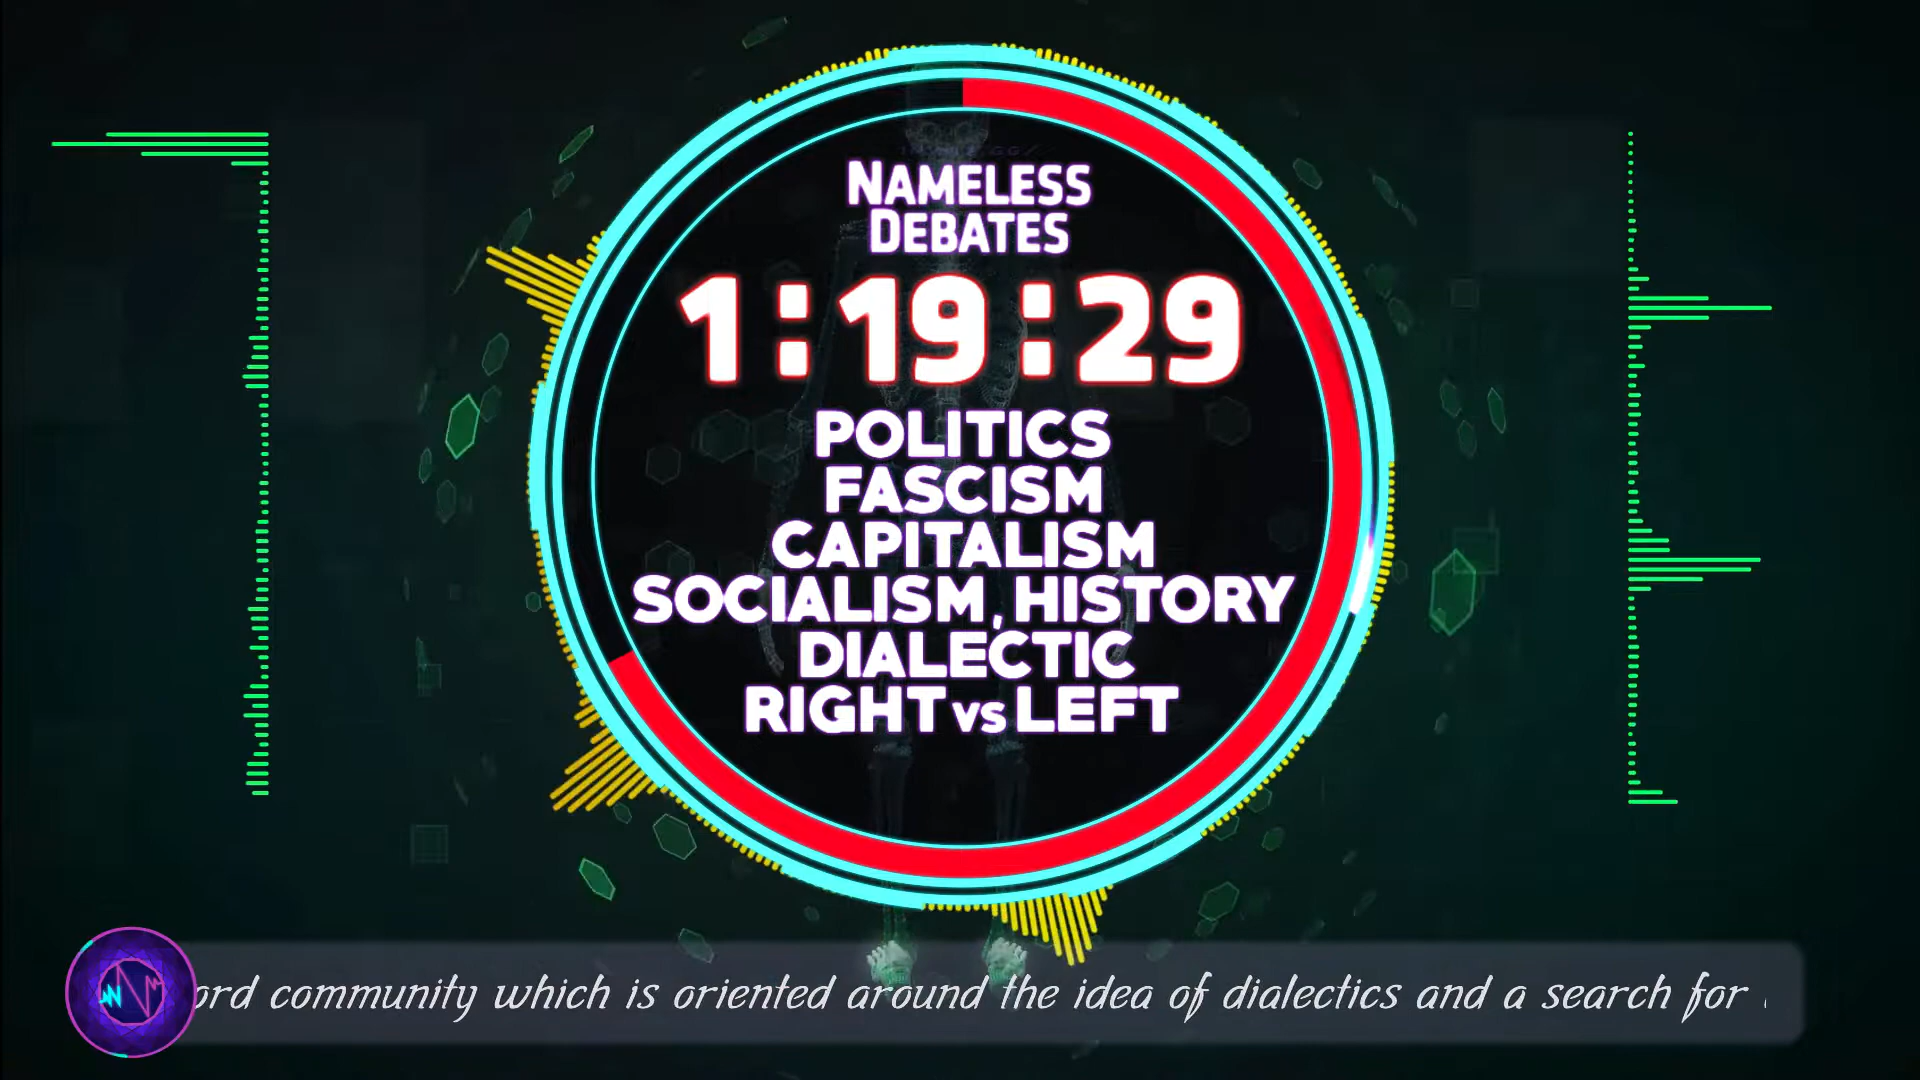 NAMELESS
DEBATES
1:19:29
POLITICS
FASCISM
CAPITALISM
SOCIALISM, HISTORY
DIALECTIC
RIGHT vs LEFT
ord community which is oriented around the idea of dialectics and a search for